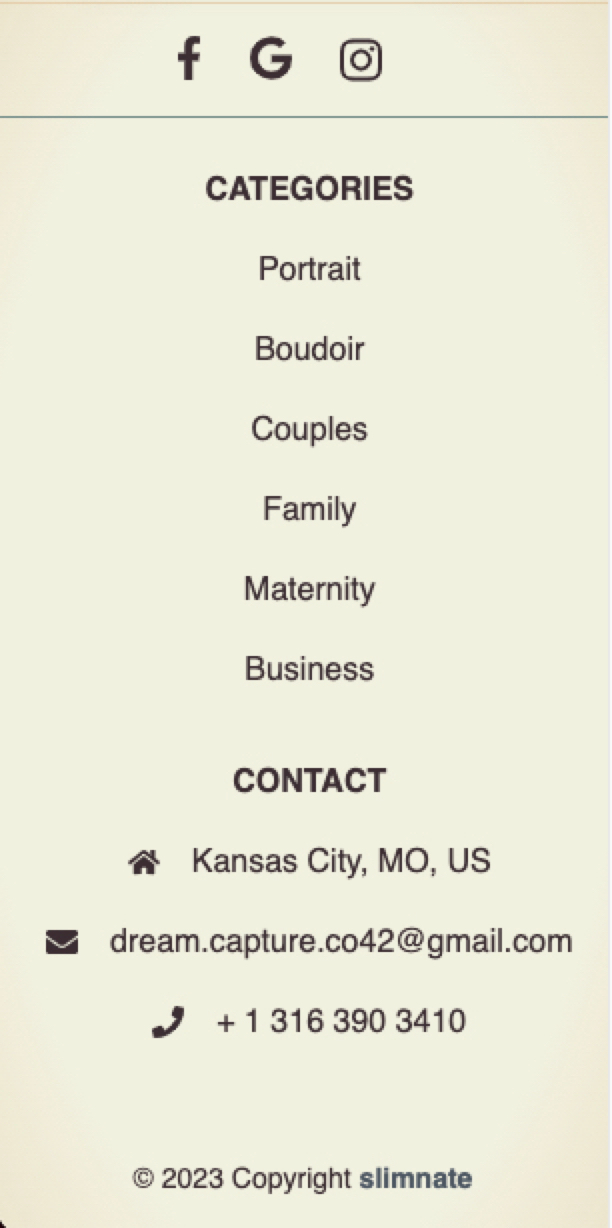 CATEGORIES
Portrait
Boudoir
Couples
Family
Maternity
Business
CONTACT
Kansas City, MO, US
dream.capture.co42@gmail.com
+ 1 316 390 3410
© 2023 Copyright slimnate